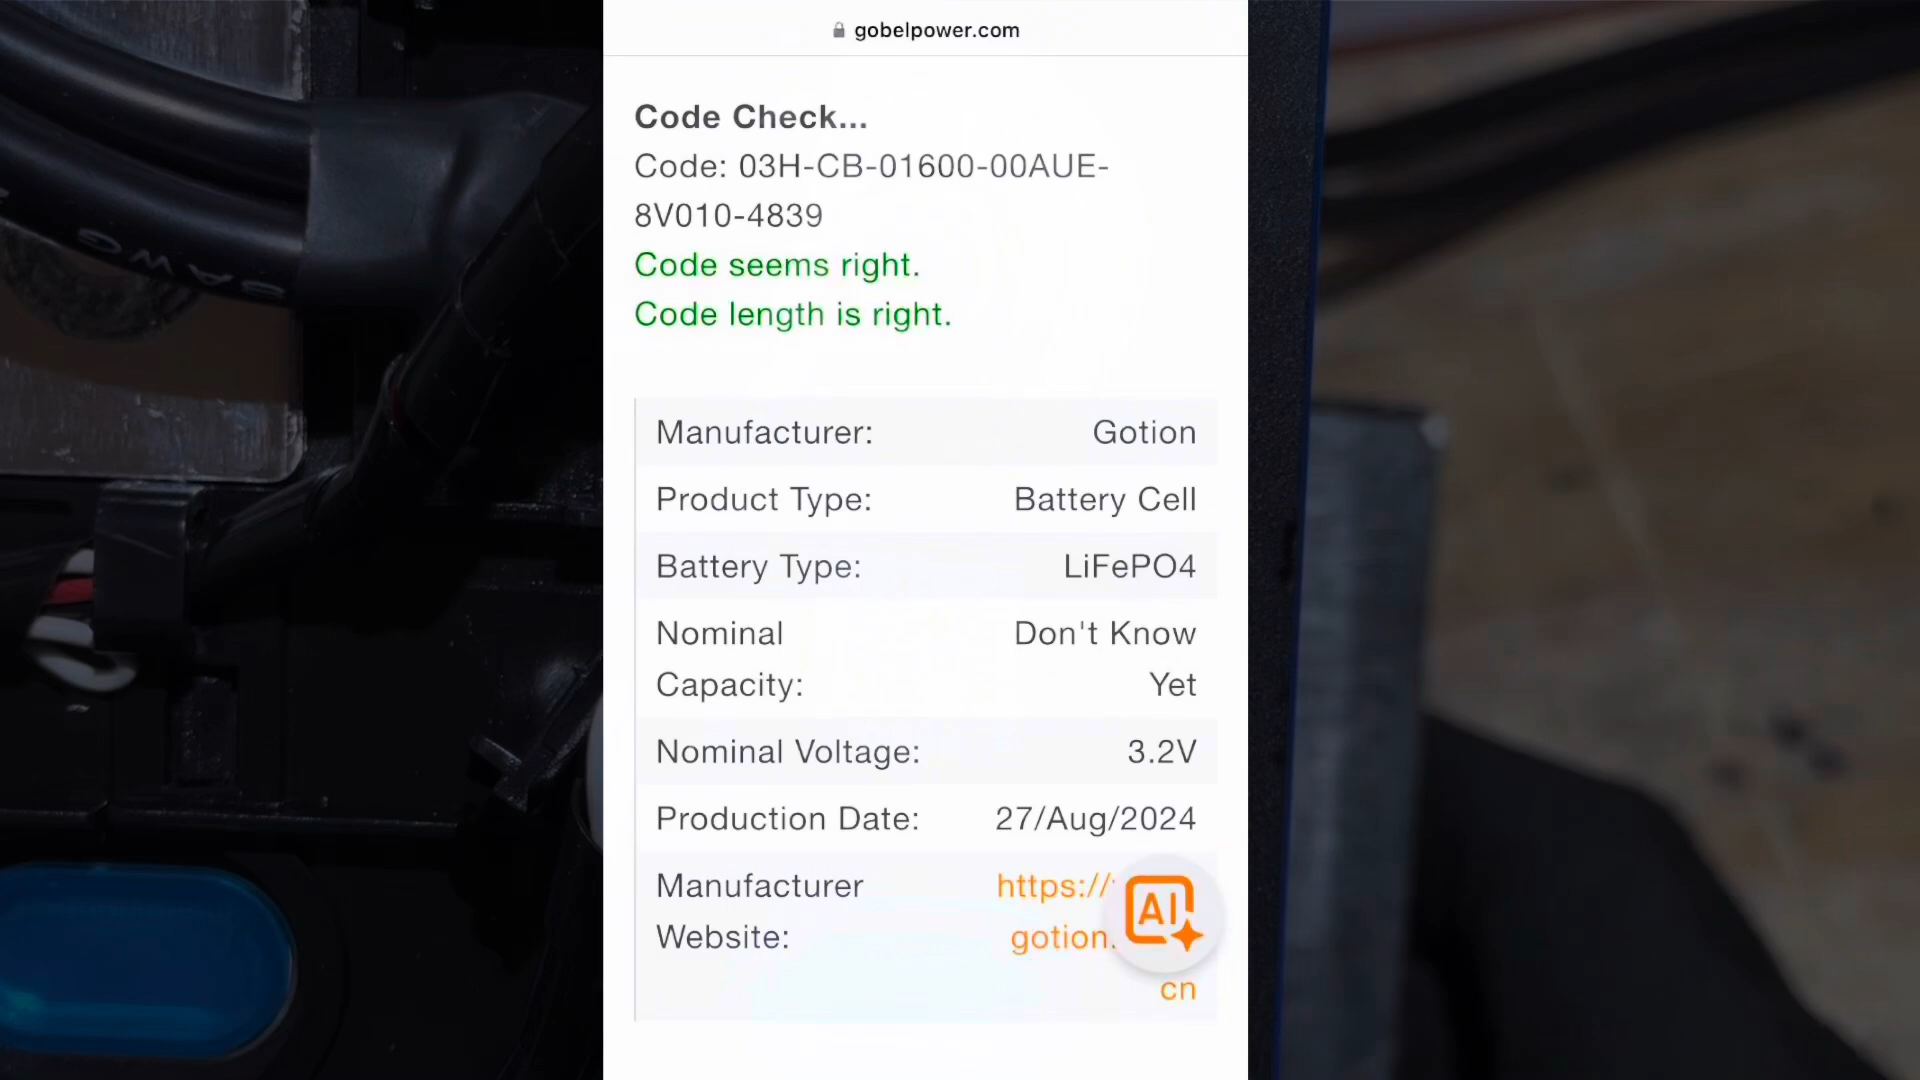 gobelpower.com
Code Check...
Code: 03H-CB-01600-00AUE-
8V010-4839
Code seems right.
Code length is right.
Manufacturer: Gotion
Product Type: Battery Cell
Battery Type: LiFePO4
Nominal Capacity: Don't Know Yet
Nominal Voltage: 3.2V
Production Date: 27/Aug/2024
Manufacturer Website: https:// gotion. cn
AI
8 AWG